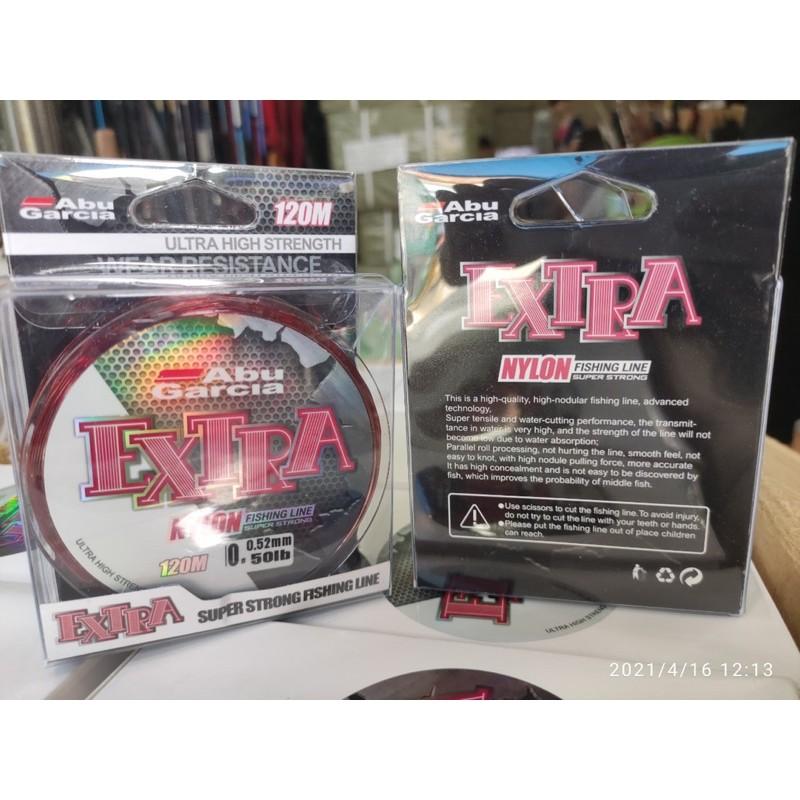 Abu
Garcia
120M
ULTRA HIGH STRENGTH
WEAR RESISTANCE
Abu
Garcia
EXTRA
NYLON FISHING LINE
SUPER STRONG
120M
0.52mm
50lb
ULTRA HIGH
EXTRA SUPER STRONG FISHING LINE
Abu
Garcia
EXTRA
NYLON FISHING LINE
SUPER STRONG
This is a high-quality, high-nodular fishing line, advanced
technology.
Super tensile and water-cutting performance, the transmit-
tance in water is very high, and the strength of the line will not
become low due to water absorption;
Parallel roll processing, not hurting the line, smooth feel, not
easy to knot, with high nodule pulling force, more accurate
It has high concealment and is not easy to be discovered by
fish, which improves the probability of middle fish.
●Use scissors to cut the fishing line.To avoid injury,
do not try to cut the line with your teeth or hands.
●Please put the fishing line out of place children
can reach.
ULTRA HIGH
2021/4/16 12:13